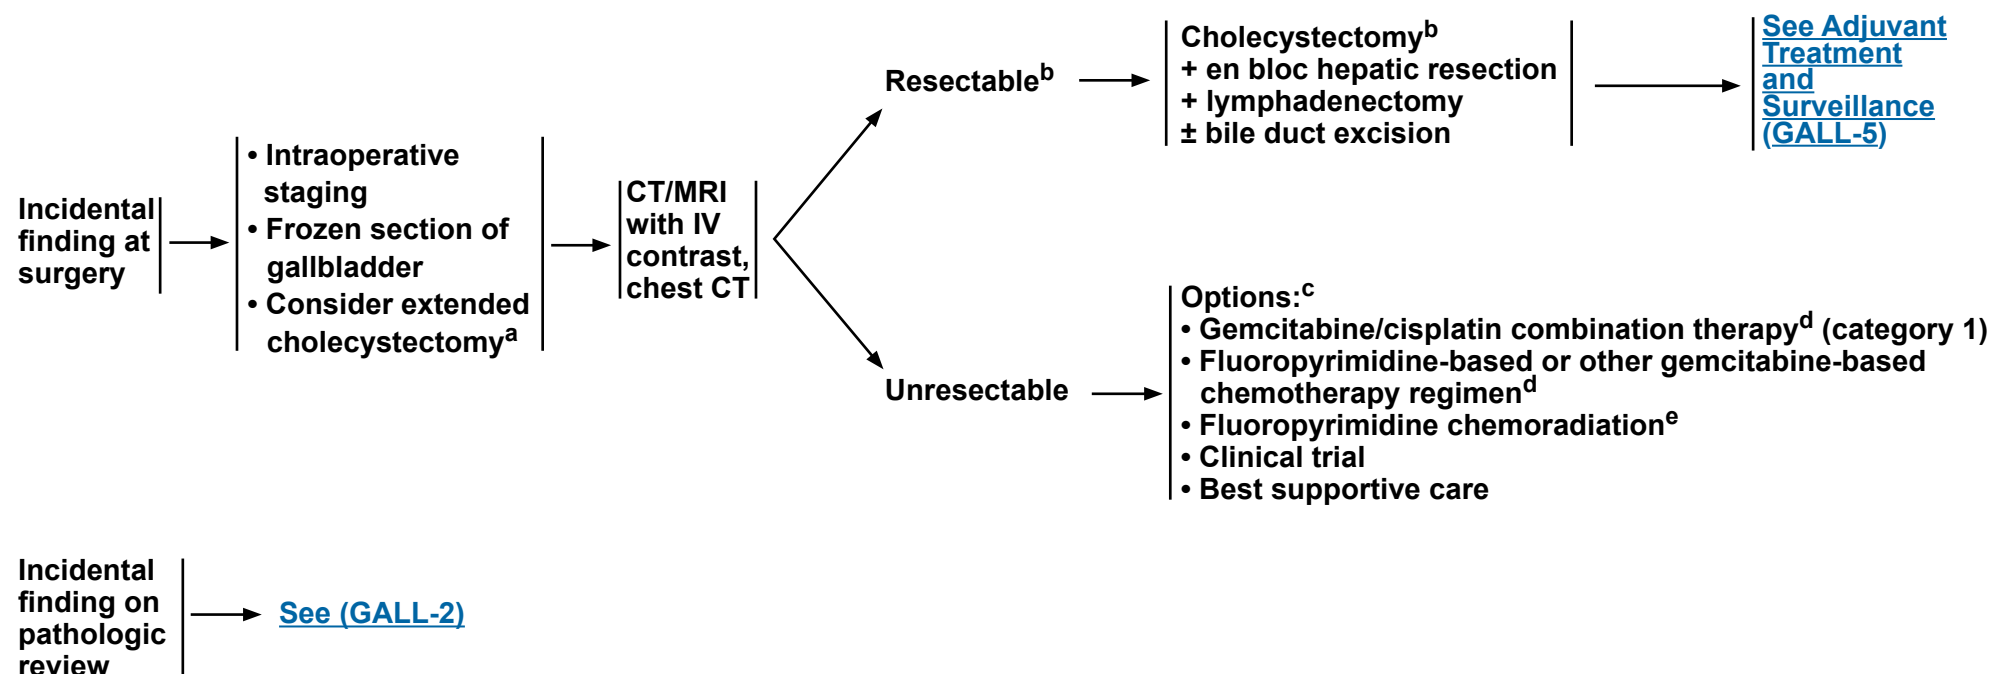 Incidental
finding at
surgery
• Intraoperative
staging
• Frozen section of
gallbladder
• Consider extended
cholecystectomyᵃ
CT/MRI
with IV
contrast,
chest CT
Resectableᵇ
Cholecystectomyᵇ
+ en bloc hepatic resection
+ lymphadenectomy
± bile duct excision
See Adjuvant
Treatment
and
Surveillance
(GALL-5)
Unresectable
Options:ᶜ
• Gemcitabine/cisplatin combination therapyᵈ (category 1)
• Fluoropyrimidine-based or other gemcitabine-based
chemotherapy regimenᵈ
• Fluoropyrimidine chemoradiationᵉ
• Clinical trial
• Best supportive care
Incidental
finding on
pathologic
review
See (GALL-2)